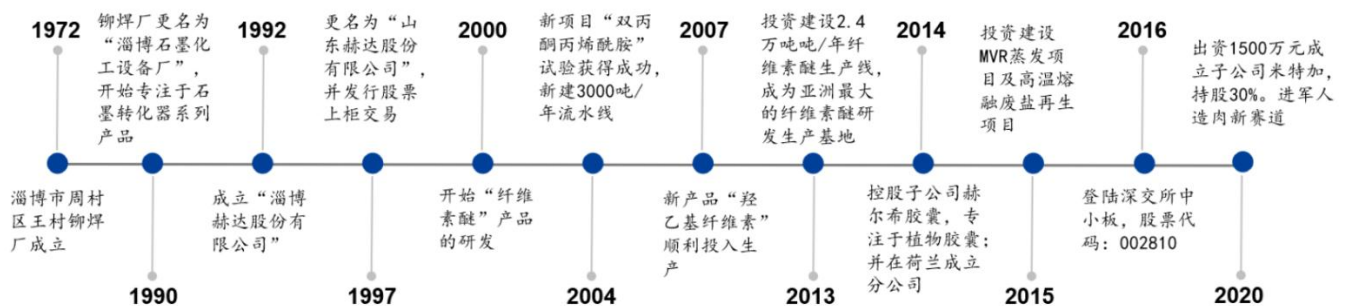 1972
淄博市周村
区王村铆焊
厂成立
铆焊厂更名为
“淄博石墨化
工设备厂”，
开始专注于石
墨转化器系列
产品
1990
1992
成立“淄博
赫达股份有
限公司”
更名为“山
东赫达股份
有限公司”，
并发行股票
上柜交易
1997
2000
开始“纤维
素醚”产品
的研发
新项目“双丙
酮丙烯酰胺”
试验获得成功，
新建3000吨/
年流水线
2004
2007
新产品“羟
乙基纤维素”
顺利投入生
产
投资建设2.4
万吨吨/年纤
维素醚生产线，
成为亚洲最大
的纤维素醚研
发生产基地
2013
2014
控股子公司赫
尔希胶囊，专
注于植物胶囊；
并在荷兰成立
分公司
投资建设
MVR蒸发项
目及高温熔
融废盐再生
项目
2015
2016
登陆深交所中
小板，股票代
码：002810
出资1500万元成
立子公司米特加，
持股30%。进军人
造肉新赛道
2020